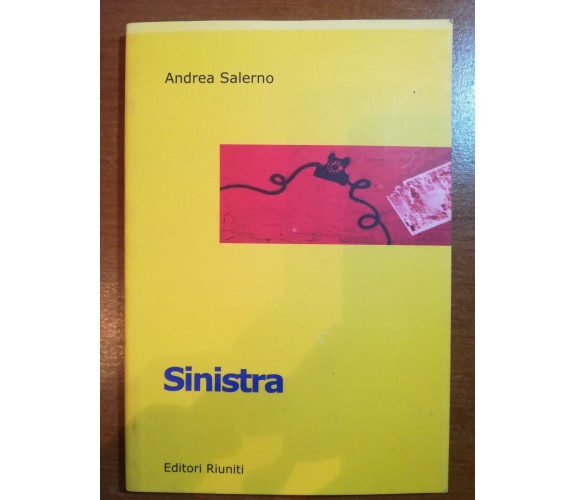 Andrea Salerno
Sinistra
Editori Riuniti